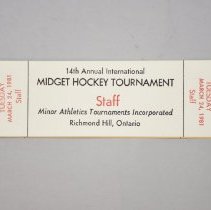 TUESDAY
MARCH 24, 1981
Staff
14th Annual International
MIDGET HOCKEY TOURNAMENT
Staff
Minor Athletics Tournaments Incorporated
Richmond Hill, Ontario
TUESDAY
MARCH 24, 1981
Staff